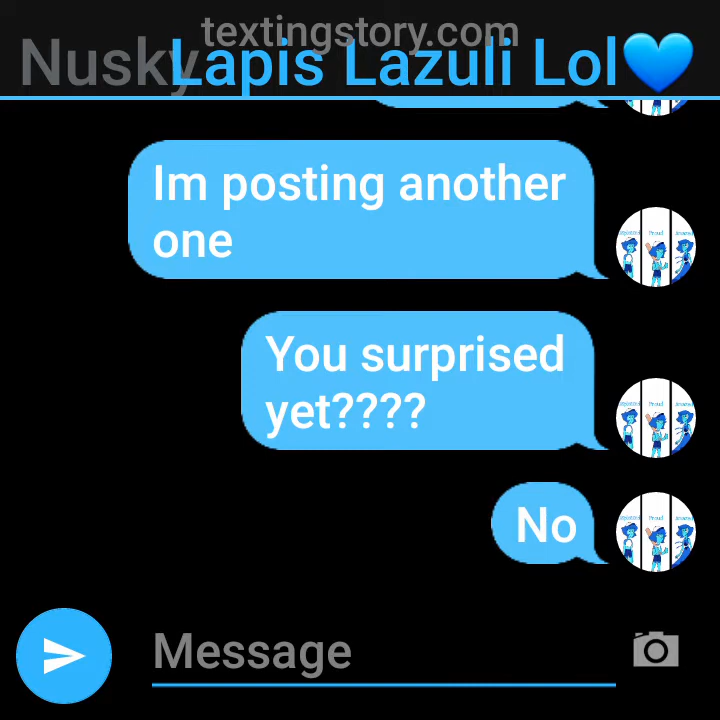 textingstory.com
Nusky
Lapis Lazuli Lol💙
Im posting another
one
You surprised
yet????
No
Message